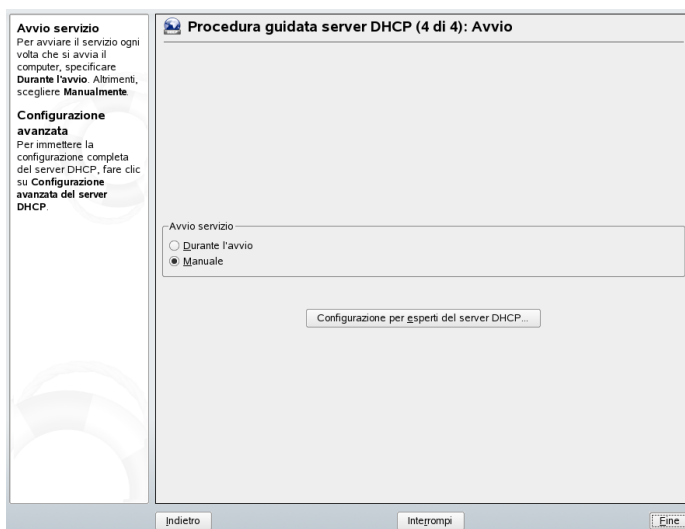 Avvio servizio
Per avviare il servizio ogni
volta che si avvia il
computer, specificare
Durante l'avvio. Altrimenti,
scegliere Manualmente.
Configurazione
avanzata
Per immettere la
configurazione completa
del server DHCP, fare clic
su Configurazione
avanzata del server
DHCP.
Procedura guidata server DHCP (4 di 4): Avvio
Avvio servizio
Durante l'avvio
Manuale
Configurazione per esperti del server DHCP...
Indietro
Interrompi
Fine